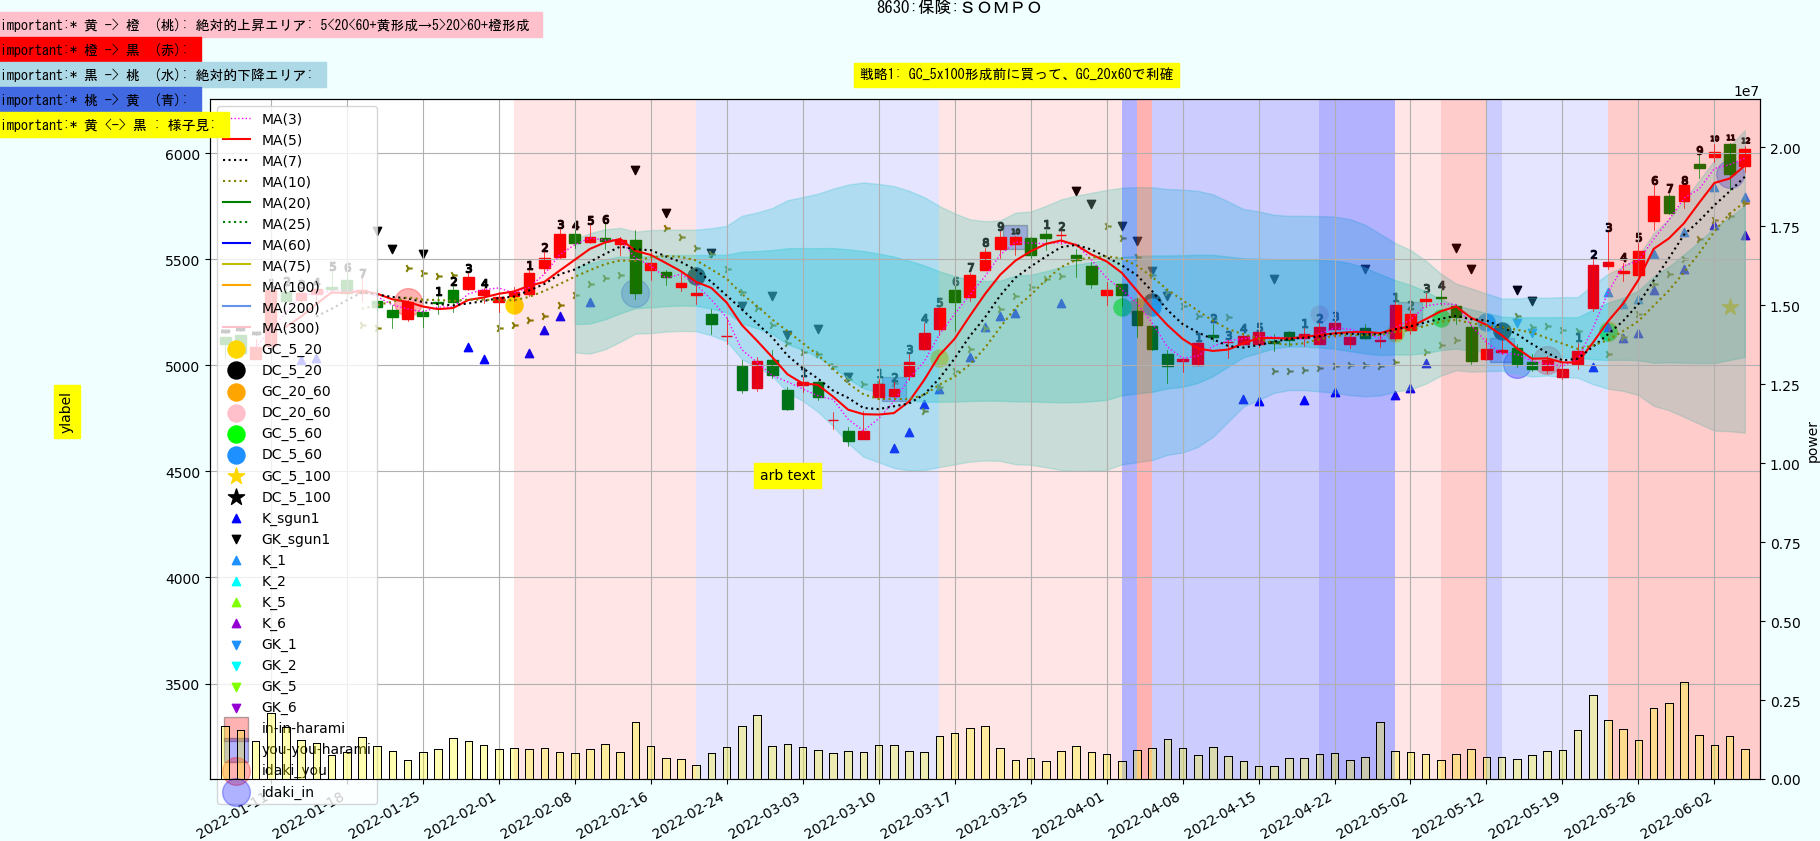 8630:保険:ＳＯＭＰＯ
important:* 黄 -> 橙 (桃): 絶対的上昇エリア: 5<20<60+黄形成→5>20>60+橙形成
important:* 橙 -> 黒 (赤):
important:* 黒 -> 桃 (水): 絶対的下降エリア:
important:* 桃 -> 黄 (青):
important:* 黄 <-> 黒 : 様子見:
戦略1: GC_5x100形成前に買って、GC_20x60で利確
1e7
MA(3)
MA(5)
MA(7)
MA(10)
MA(20)
MA(25)
MA(60)
MA(75)
MA(100)
MA(200)
MA(300)
GC_5_20
DC_5_20
GC_20_60
DC_20_60
GC_5_60
DC_5_60
GC_5_100
DC_5_100
K_sgun1
GK_sgun1
K_1
K_2
K_5
K_6
GK_1
GK_2
GK_5
GK_6
in-in-harami
you-you-harami
idaki_you
idaki_in
6000
5500
5000
4500
4000
3500
ylabel
arb text
2.00
1.75
1.50
1.25
1.00
0.75
0.50
0.25
0.00
power
2022-01-11
2022-01-18
2022-01-25
2022-02-01
2022-02-08
2022-02-16
2022-02-24
2022-03-03
2022-03-10
2022-03-17
2022-03-25
2022-04-01
2022-04-08
2022-04-15
2022-04-22
2022-05-02
2022-05-12
2022-05-19
2022-05-26
2022-06-02